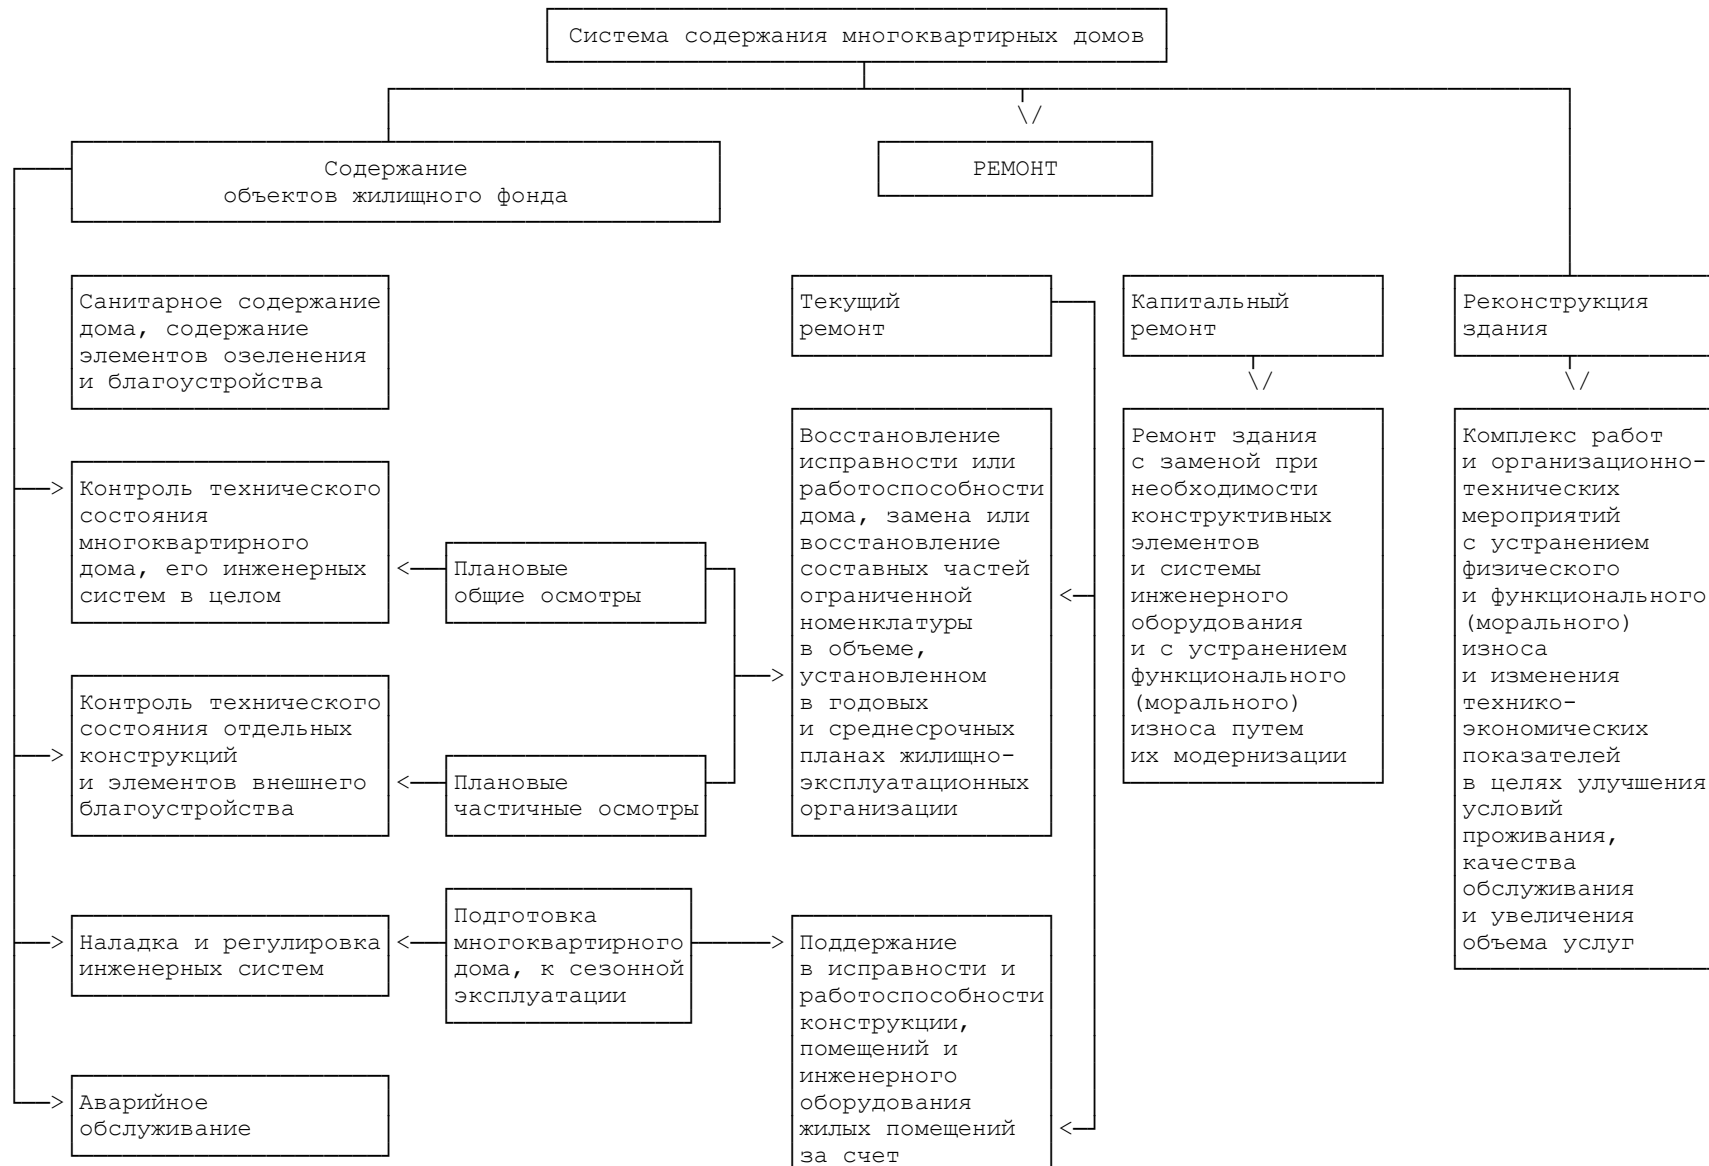 Система содержания многоквартирных домов
Содержание
объектов жилищного фонда
РЕМОНТ
Санитарное содержание
дома, содержание
элементов озеленения
и благоустройства
Текущий
ремонт
Капитальный
ремонт
Реконструкция
здания
Контроль технического
состояния
многоквартирного
дома, его инженерных
систем в целом
Плановые
общие осмотры
Восстановление
исправности или
работоспособности
дома, замена или
восстановление
составных частей
ограниченной
номенклатуры
в объеме,
установленном
в годовых
и среднесрочных
планах жилищно-
эксплуатационных
организации
Ремонт здания
с заменой при
необходимости
конструктивных
элементов
и системы
инженерного
оборудования
и с устранением
функционального
(морального)
износа путем
их модернизации
Комплекс работ
и организационно-
технических
мероприятий
с устранением
физического
и функционального
(морального)
износа
и изменения
технико-
экономических
показателей
в целях улучшения
условий
проживания,
качества
обслуживания
и увеличения
объема услуг
Контроль технического
состояния отдельных
конструкций
и элементов внешнего
благоустройства
Плановые
частичные осмотры
Наладка и регулировка
инженерных систем
Подготовка
многоквартирного
дома, к сезонной
эксплуатации
Поддержание
в исправности и
работоспособности
конструкции,
помещений и
инженерного
оборудования
жилых помещений
за счет
Аварийное
обслуживание